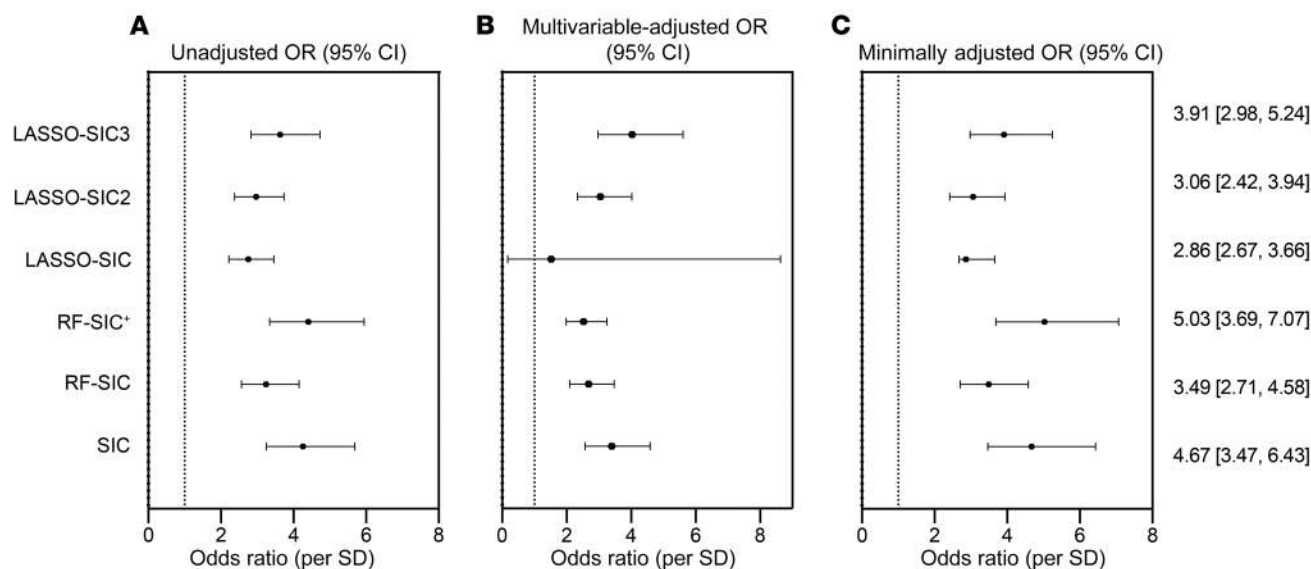 A
Unadjusted OR (95% CI)
B
Multivariable-adjusted OR
(95% CI)
C
Minimally adjusted OR (95% CI)
LASSO-SIC3
LASSO-SIC2
LASSO-SIC
RF-SIC⁺
RF-SIC
SIC
0 2 4 6 8
Odds ratio (per SD)
0 2 4 6 8
Odds ratio (per SD)
0 2 4 6 8
Odds ratio (per SD)
3.91 [2.98, 5.24]
3.06 [2.42, 3.94]
2.86 [2.67, 3.66]
5.03 [3.69, 7.07]
3.49 [2.71, 4.58]
4.67 [3.47, 6.43]